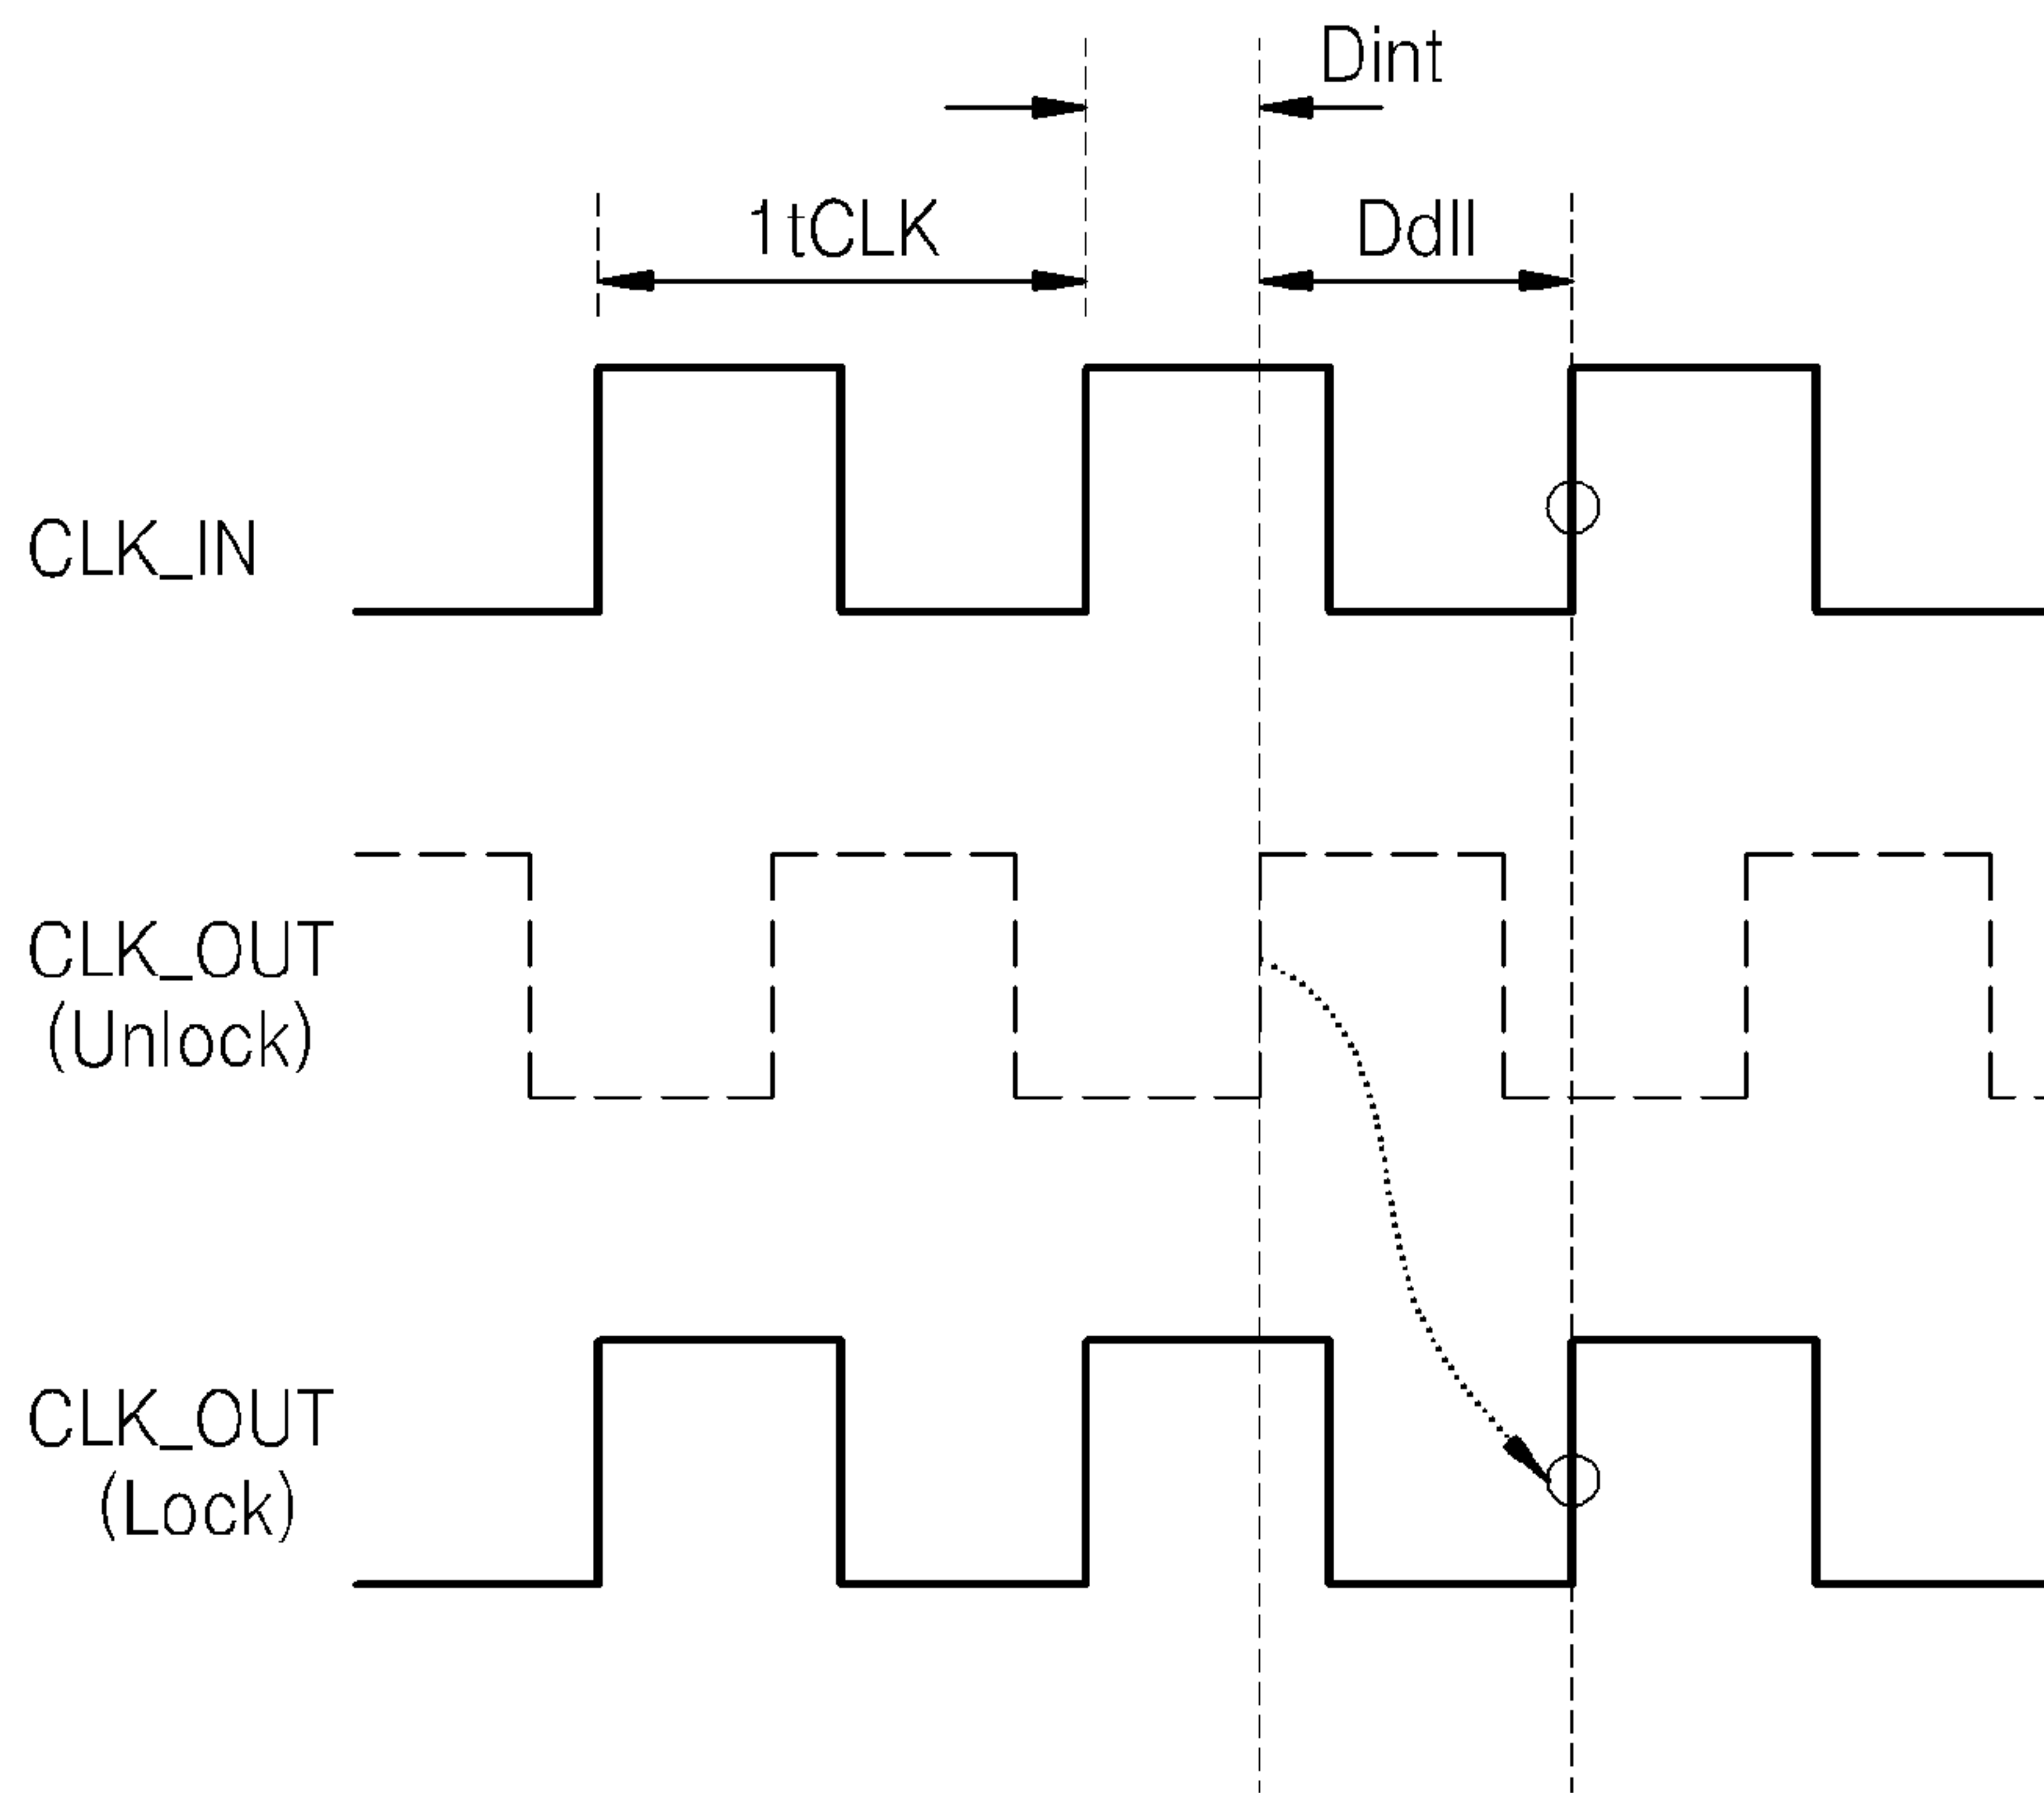 Dint
1tCLK
Ddll
CLK_IN
CLK_OUT
(Unlock)
CLK_OUT
(Lock)